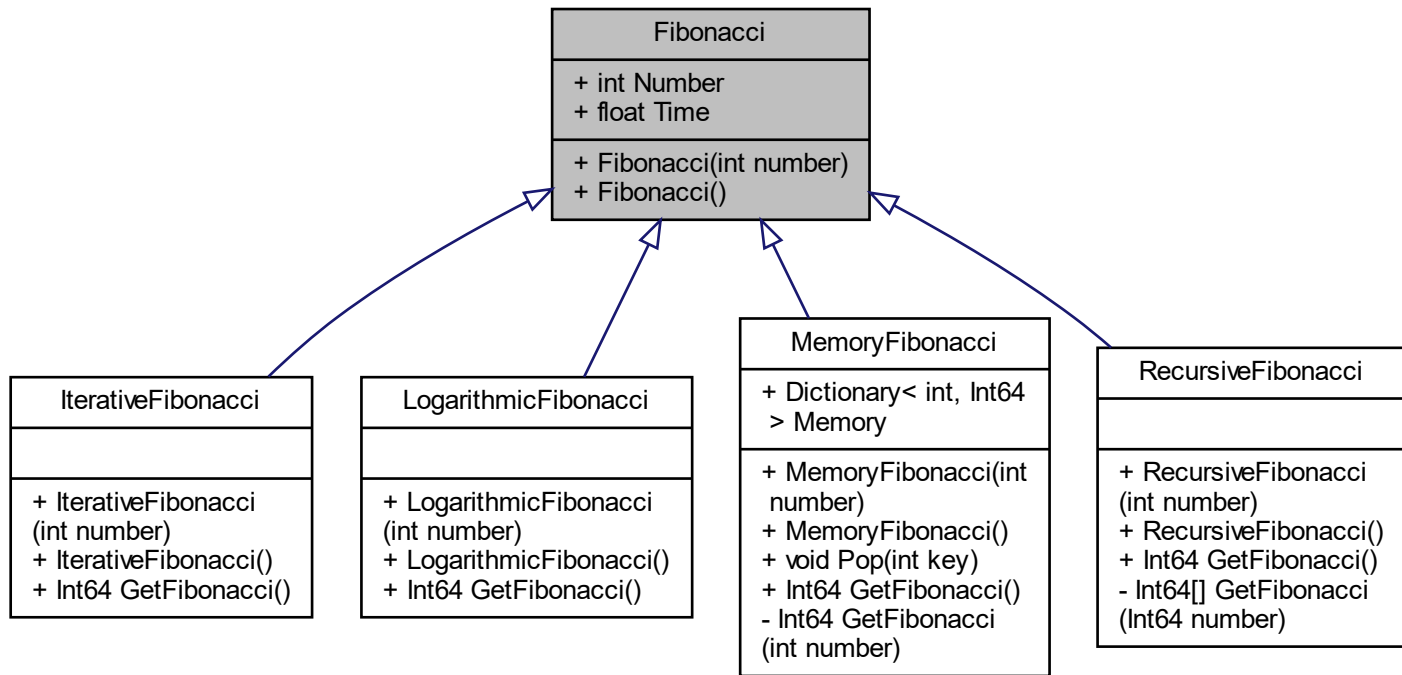 Fibonacci
+ int Number
+ float Time
+ Fibonacci(int number)
+ Fibonacci()
IterativeFibonacci
+ IterativeFibonacci
(int number)
+ IterativeFibonacci()
+ Int64 GetFibonacci()
LogarithmicFibonacci
+ LogarithmicFibonacci
(int number)
+ LogarithmicFibonacci()
+ Int64 GetFibonacci()
MemoryFibonacci
+ Dictionary< int, Int64
> Memory
+ MemoryFibonacci(int
number)
+ MemoryFibonacci()
+ void Pop(int key)
+ Int64 GetFibonacci()
- Int64 GetFibonacci
(int number)
RecursiveFibonacci
+ RecursiveFibonacci
(int number)
+ RecursiveFibonacci()
+ Int64 GetFibonacci()
- Int64[] GetFibonacci
(Int64 number)